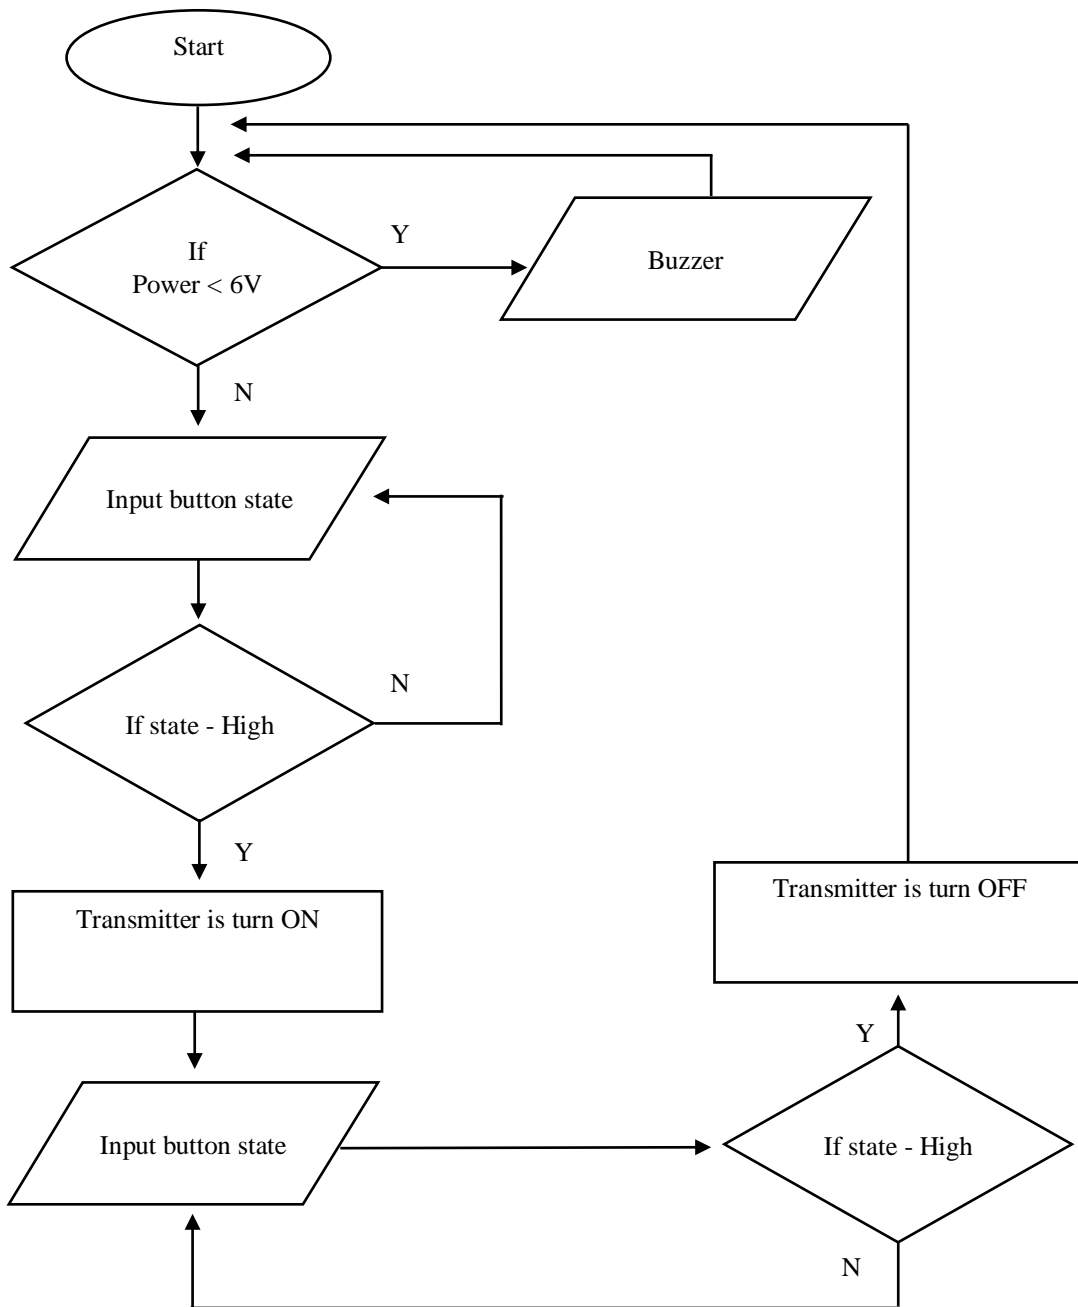 Start
If
Power < 6V
Y
Buzzer
N
Input button state
If state - High
N
Y
Transmitter is turn ON
Transmitter is turn OFF
Y
Input button state
If state - High
N